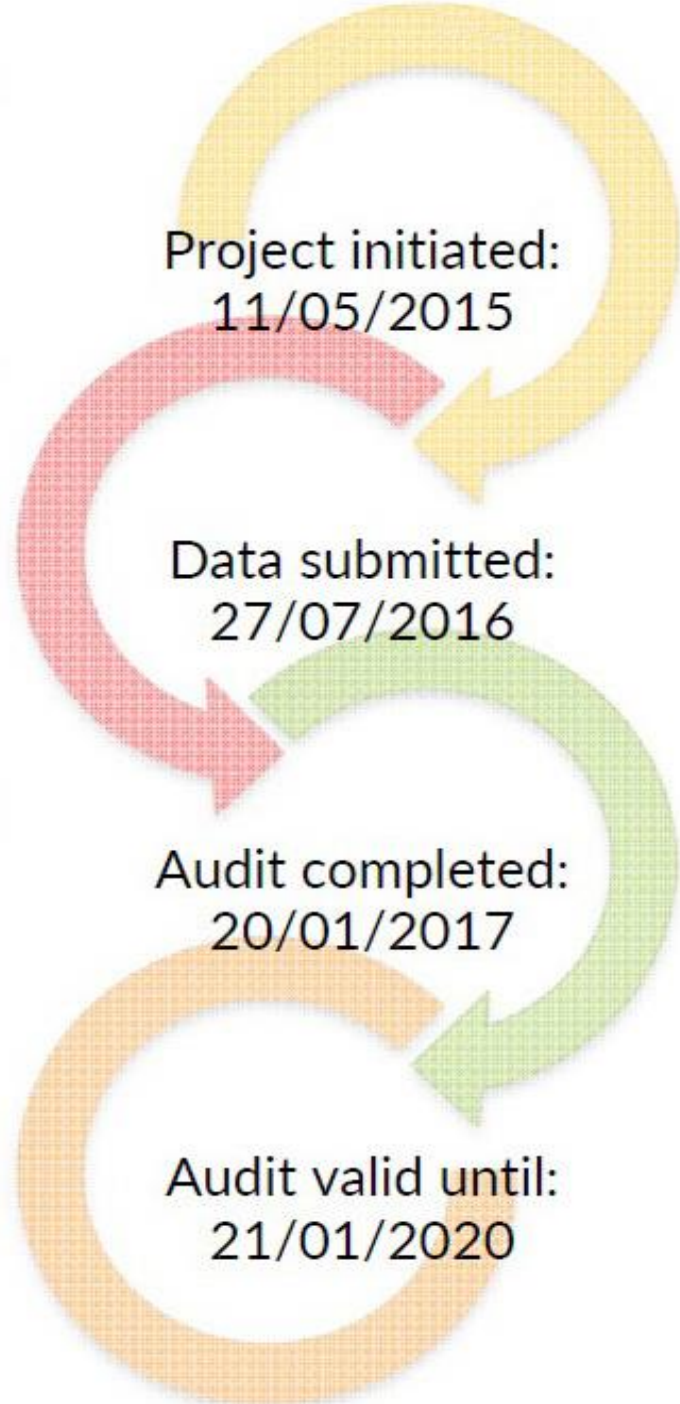 Project initiated:
11/05/2015
Data submitted:
27/07/2016
Audit completed:
20/01/2017
Audit valid until:
21/01/2020